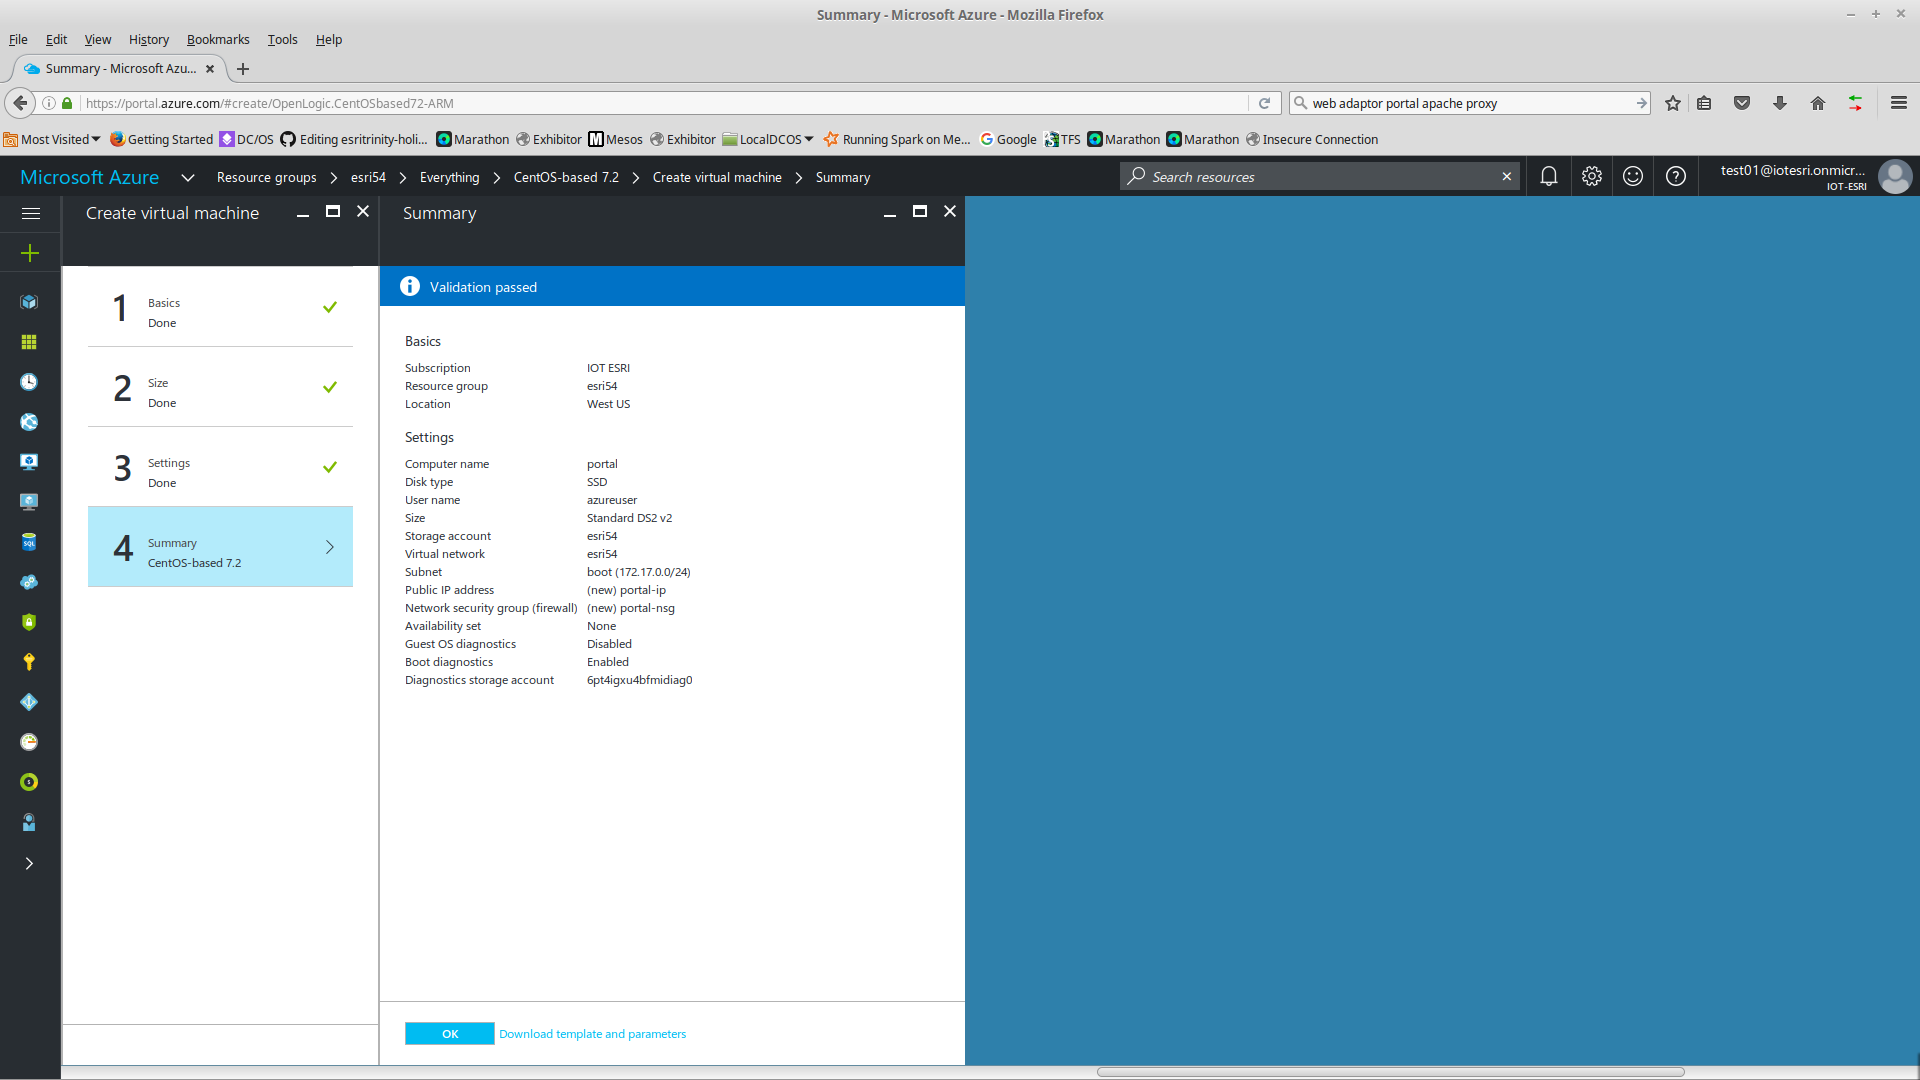 Summary - Microsoft Azure - Mozilla Firefox
File Edit View History Bookmarks Tools Help
Summary - Microsoft Azu...
https://portal.azure.com/#create/OpenLogic.CentOSbased72-ARM
web adaptor portal apache proxy
Most Visited Getting Started DC/OS Editing esritrinity-holi... Marathon Exhibitor M Mesos Exhibitor LocalDCOS Running Spark on Me... Google TFS Marathon Marathon Insecure Connection
Microsoft Azure Resource groups > esri54 > Everything > CentOS-based 7.2 > Create virtual machine > Summary
Search resources
test01@iotesri.onmicr...
IOT-ESRI
Create virtual machine
1 Basics
Done
2 Size
Done
3 Settings
Done
4 Summary
CentOS-based 7.2
Summary
Validation passed
Basics
Subscription IOT ESRI
Resource group esri54
Location West US
Settings
Computer name portal
Disk type SSD
User name azureuser
Size Standard DS2 v2
Storage account esri54
Virtual network esri54
Subnet boot (172.17.0.0/24)
Public IP address (new) portal-ip
Network security group (firewall) (new) portal-nsg
Availability set None
Guest OS diagnostics Disabled
Boot diagnostics Enabled
Diagnostics storage account 6pt4igxu4bfmidiag0
OK Download template and parameters
SQL